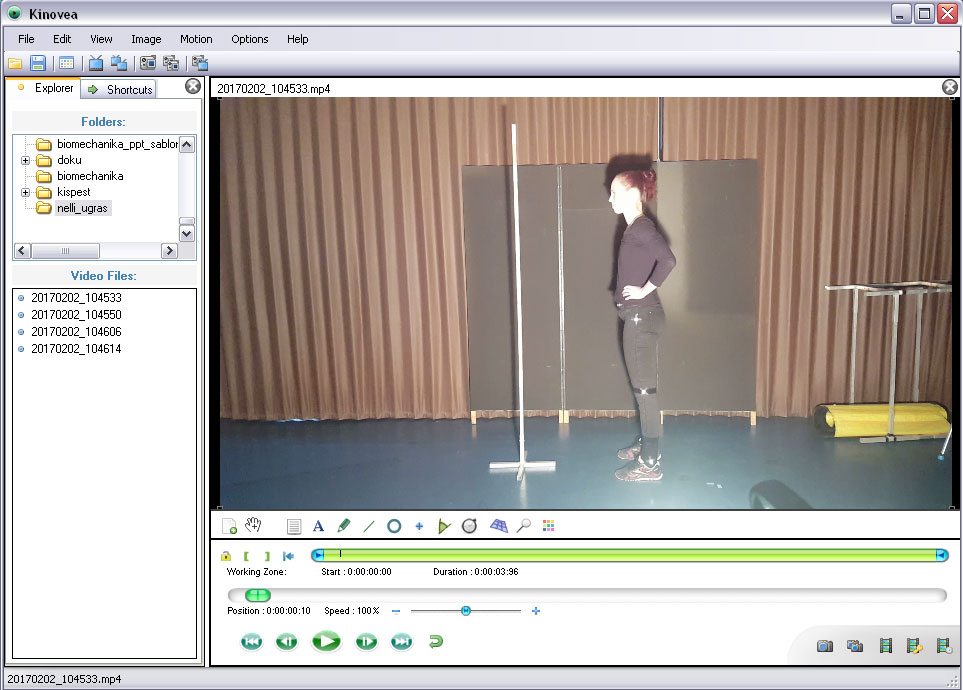 Kinovea
File Edit View Image Motion Options Help
Explorer Shortcuts
20170202_104533.mp4
Folders:
biomechanika_ppt_sablor
doku
biomechanika
kispest
nelli_ugras
Video Files:
20170202_104533
20170202_104550
20170202_104606
20170202_104614
A
Working Zone: Start : 0:00:00:00 Duration : 0:00:03:96
Position : 0:00:00:10 Speed : 100%
20170202_104533.mp4